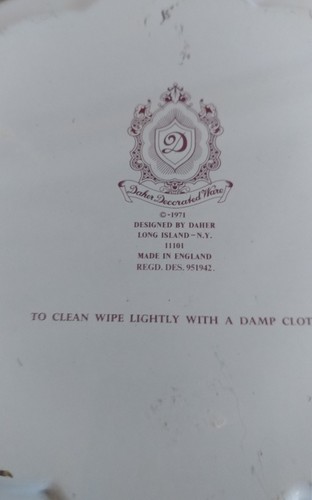 D
Daher Decorated Ware
©-1971
DESIGNED BY DAHER
LONG ISLAND-N.Y.
11101
MADE IN ENGLAND
REGD. DES. 951942.
TO CLEAN WIPE LIGHTLY WITH A DAMP CLOT